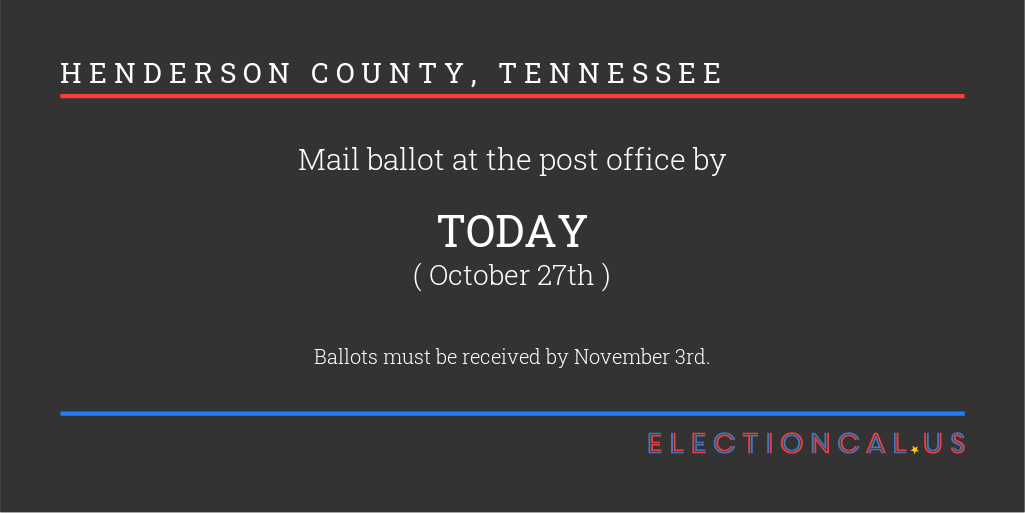 HENDERSON COUNTY, TENNESSEE
Mail ballot at the post office by
TODAY
( October 27th )
Ballots must be received by November 3rd.
ELECTIONCAL.US